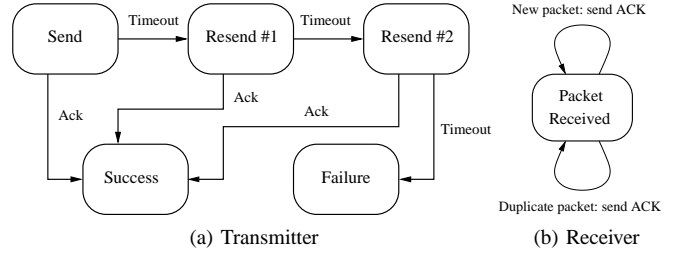 Send
Timeout
Resend #1
Timeout
Resend #2
Ack
Ack
Ack
Timeout
Success
Failure
(a) Transmitter
New packet: send ACK
Packet
Received
Duplicate packet: send ACK
(b) Receiver